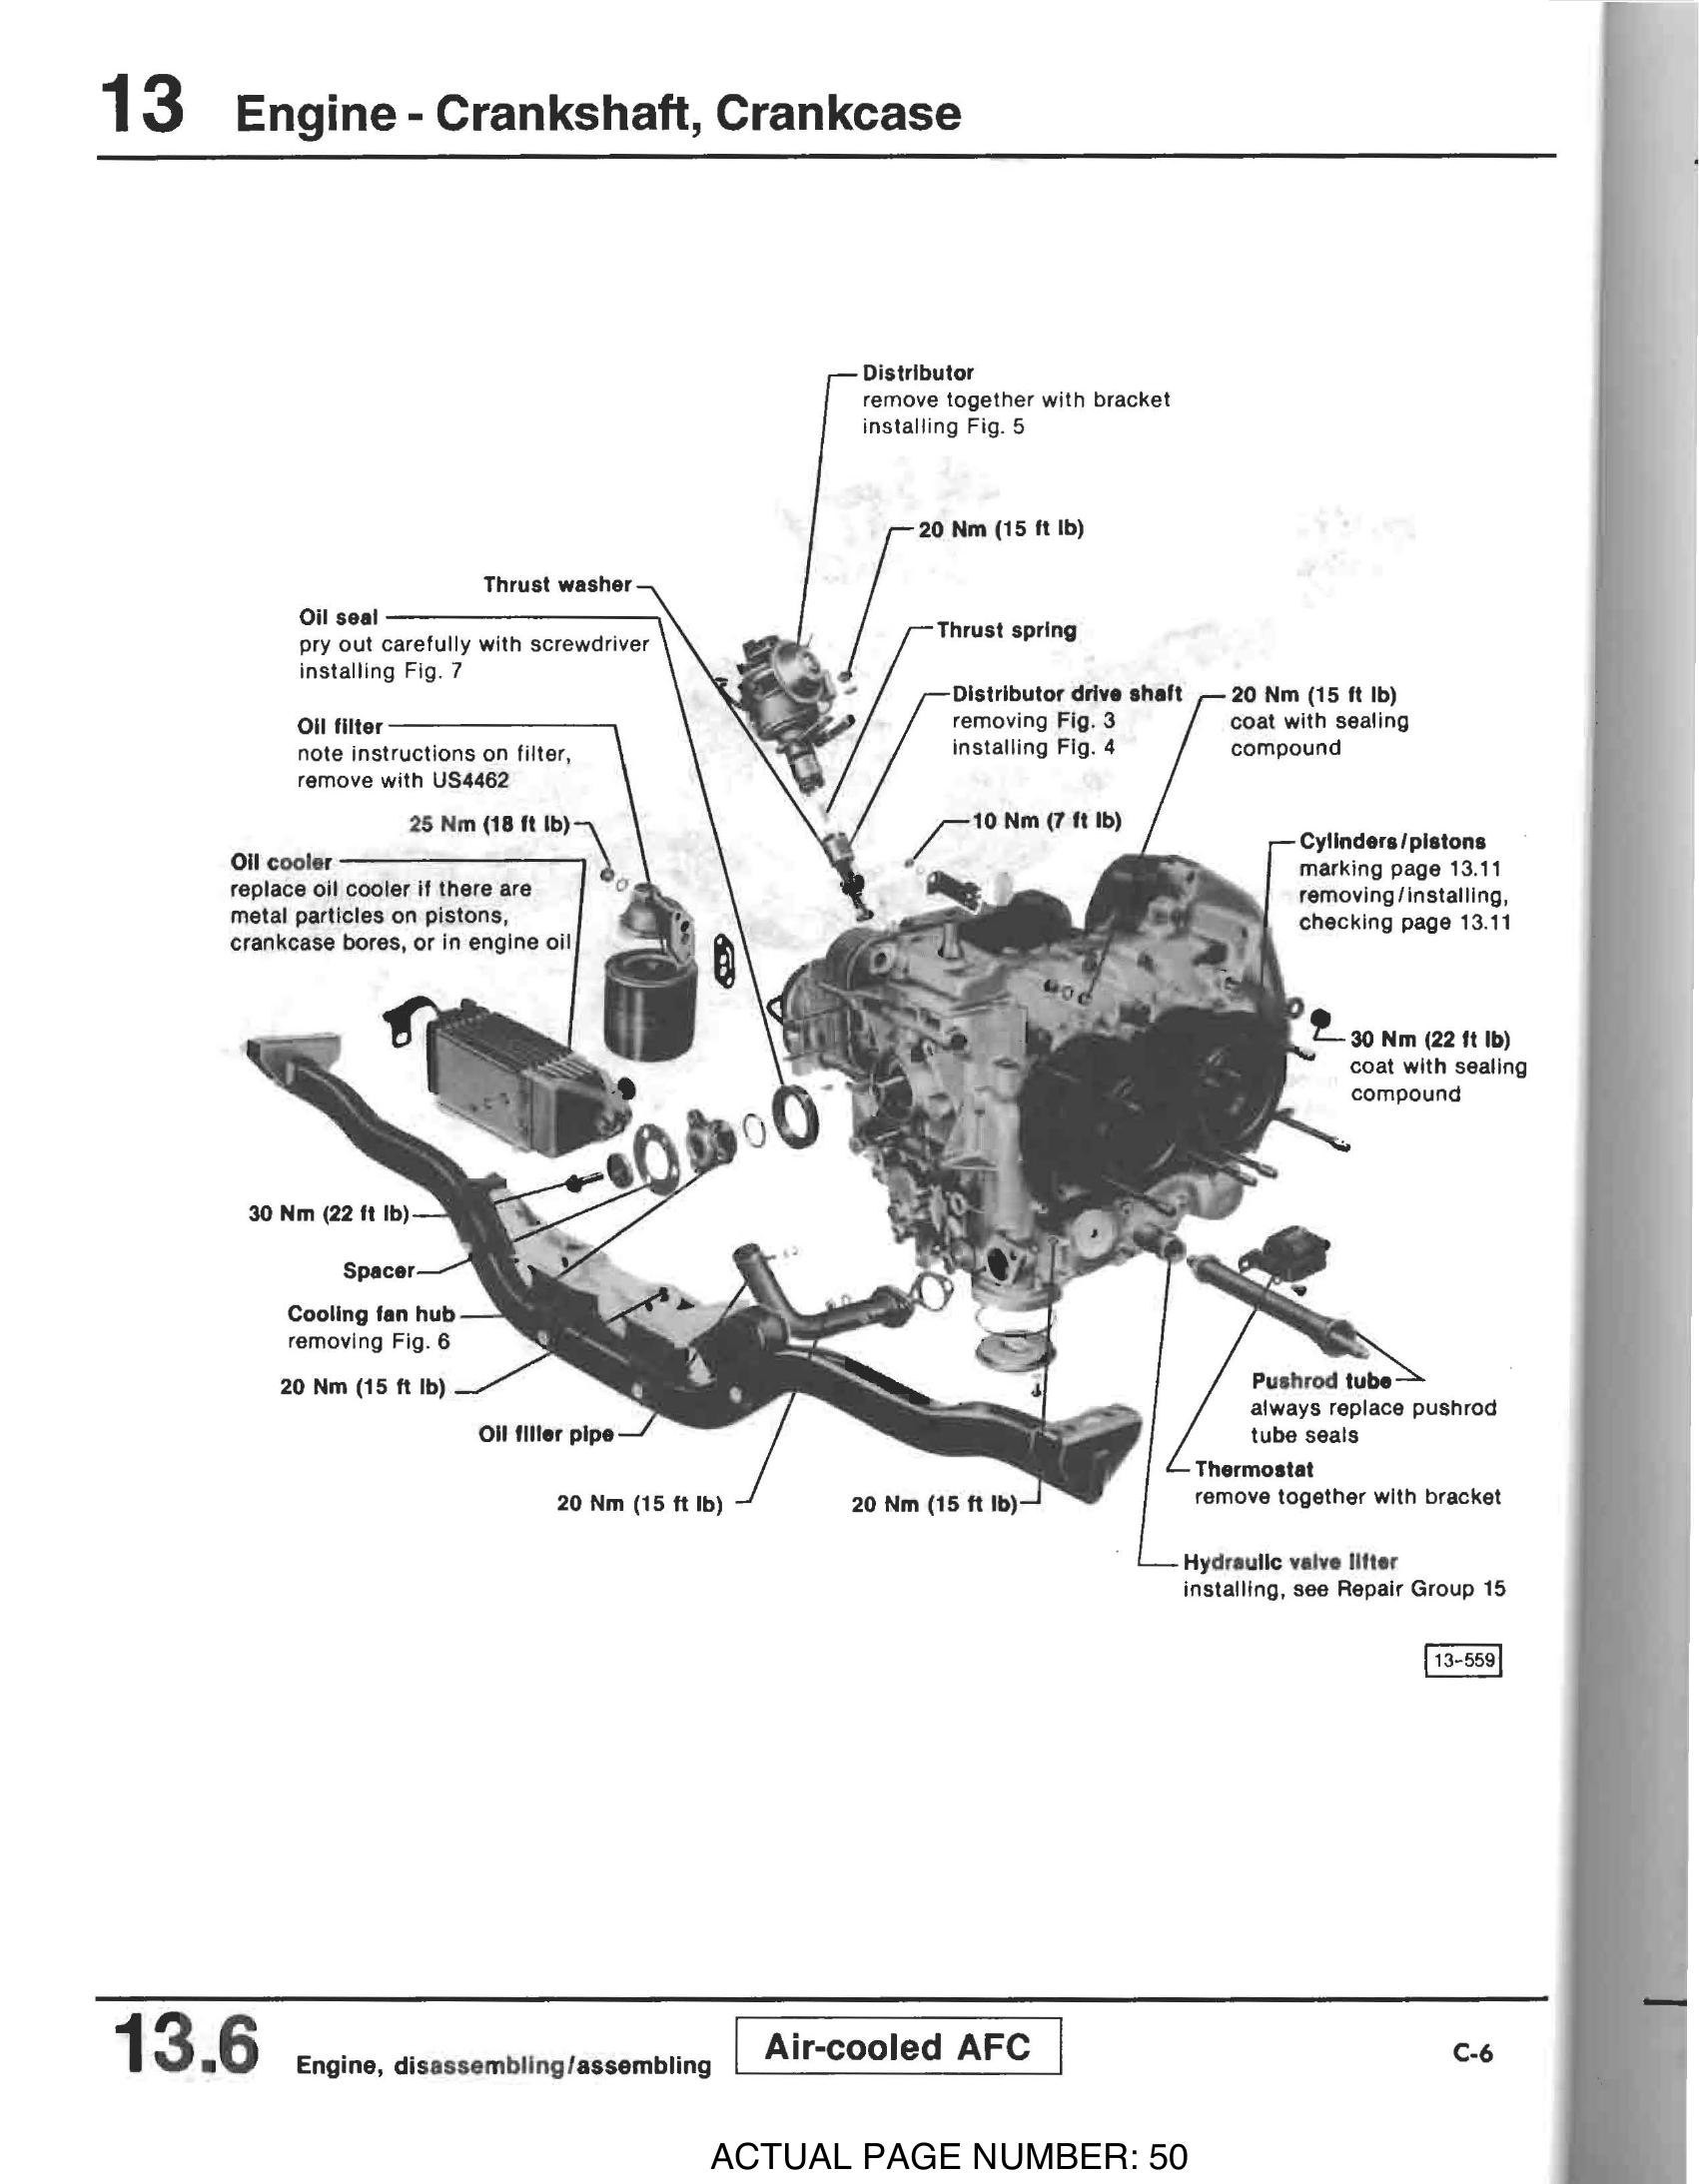 13 Engine - Crankshaft, Crankcase
Distributor
remove together with bracket
installing Fig. 5
20 Nm (15 ft lb)
Thrust washer
Oil seal
pry out carefully with screwdriver
installing Fig. 7
Thrust spring
Distributor drive shaft
removing Fig. 3
installing Fig. 4
20 Nm (15 ft lb)
coat with sealing
compound
Oil filter
note instructions on filter,
remove with US4462
25 Nm (18 ft lb)
10 Nm (7 ft lb)
Cylinders/pistons
marking page 13.11
removing/installing,
checking page 13.11
Oil cooler
replace oil cooler if there are
metal particles on pistons,
crankcase bores, or in engine oil
30 Nm (22 ft lb)
coat with sealing
compound
30 Nm (22 ft lb)
Spacer
Cooling fan hub
removing Fig. 6
20 Nm (15 ft lb)
Oil filler pipe
20 Nm (15 ft lb)
20 Nm (15 ft lb)
Pushrod tube
always replace pushrod
tube seals
Thermostat
remove together with bracket
Hydraulic valve lifter
installing, see Repair Group 15
13-559
13.6 Engine, disassembling/assembling
Air-cooled AFC
C-6
ACTUAL PAGE NUMBER: 50